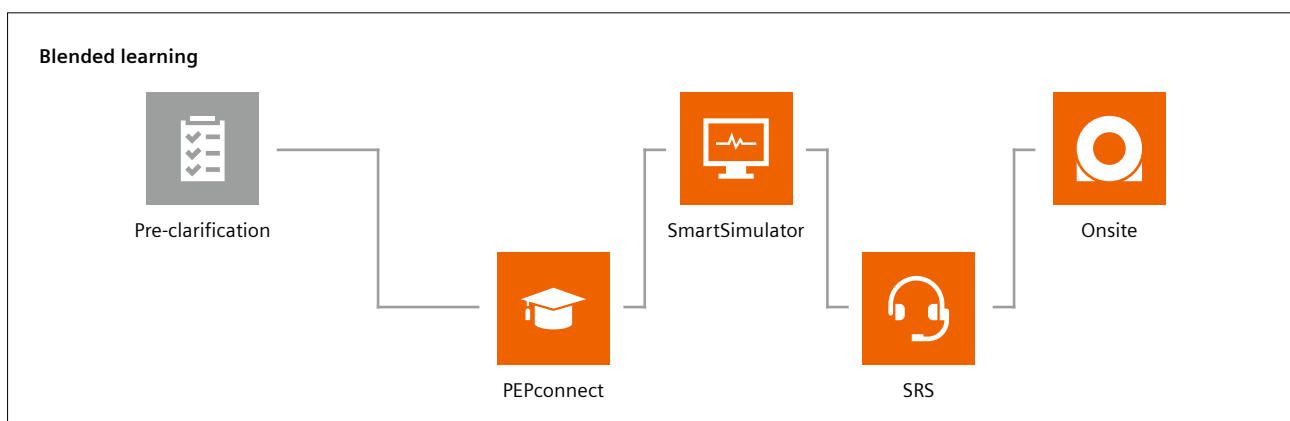 Blended learning
Pre-clarification
PEPconnect
SmartSimulator
SRS
Onsite